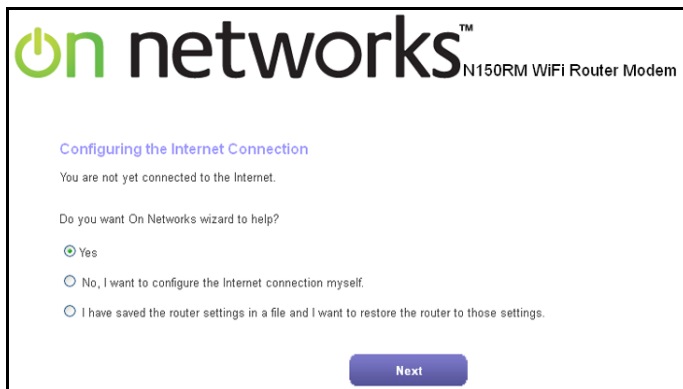 on networks™
N150RM WiFi Router Modem
Configuring the Internet Connection
You are not yet connected to the Internet.
Do you want On Networks wizard to help?
Yes
No, I want to configure the Internet connection myself.
I have saved the router settings in a file and I want to restore the router to those settings.
Next